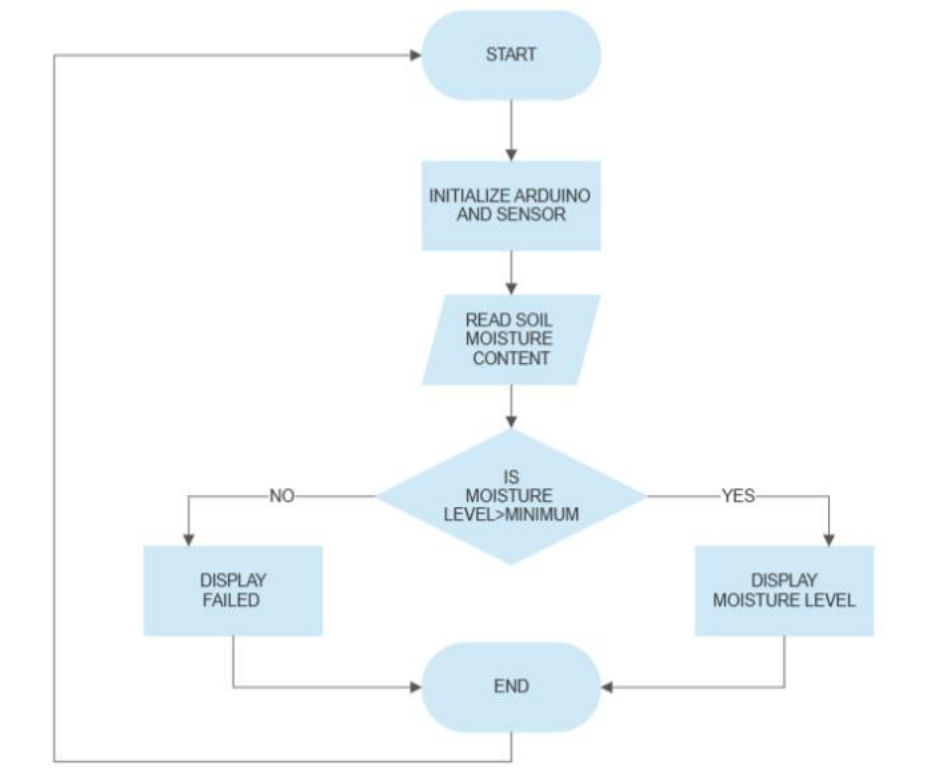 START
INITIALIZE ARDUINO
AND SENSOR
READ SOIL
MOISTURE
CONTENT
IS
MOISTURE
LEVEL>MINIMUM
NO
YES
DISPLAY
FAILED
DISPLAY
MOISTURE LEVEL
END